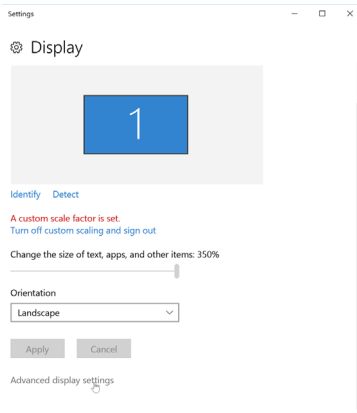 Settings
Display
1
Identify Detect
A custom scale factor is set.
Turn off custom scaling and sign out
Change the size of text, apps, and other items: 350%
Orientation
Landscape
Apply Cancel
Advanced display settings